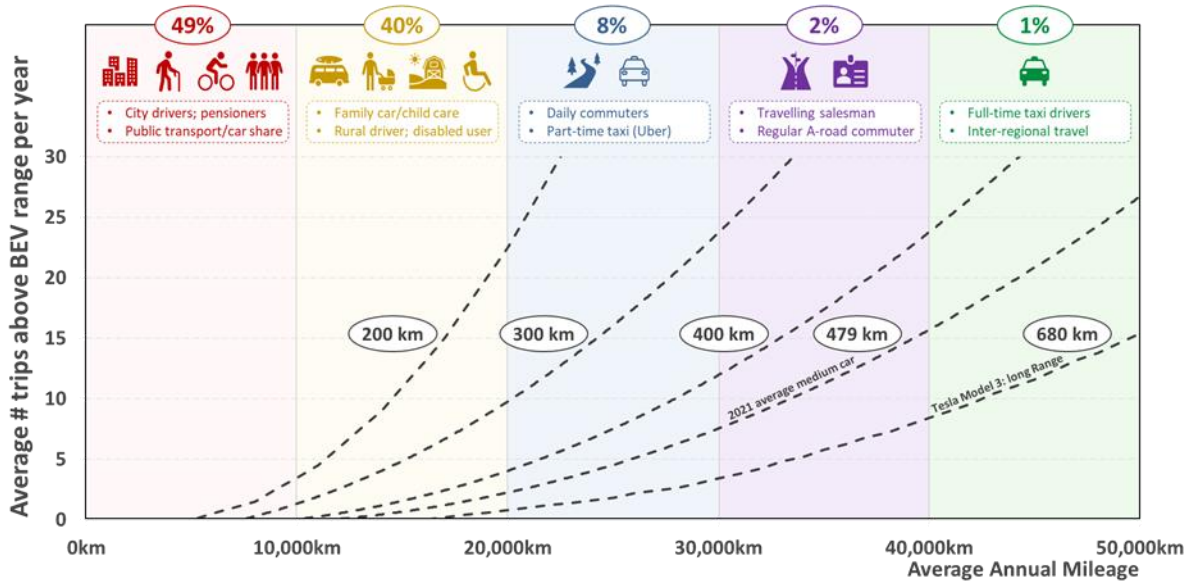 49%
40%
8%
2%
1%
• City drivers; pensioners
• Public transport/car share
• Family car/child care
• Rural driver; disabled user
• Daily commuters
• Part-time taxi (Uber)
• Travelling salesman
• Regular A-road commuter
• Full-time taxi drivers
• Inter-regional travel
Average # trips above BEV range per year
30
25
20
15
10
5
0
200 km
300 km
400 km
479 km
680 km
2021 average medium car
Tesla Model 3: long Range
0km
10,000km
20,000km
30,000km
40,000km
50,000km
Average Annual Mileage